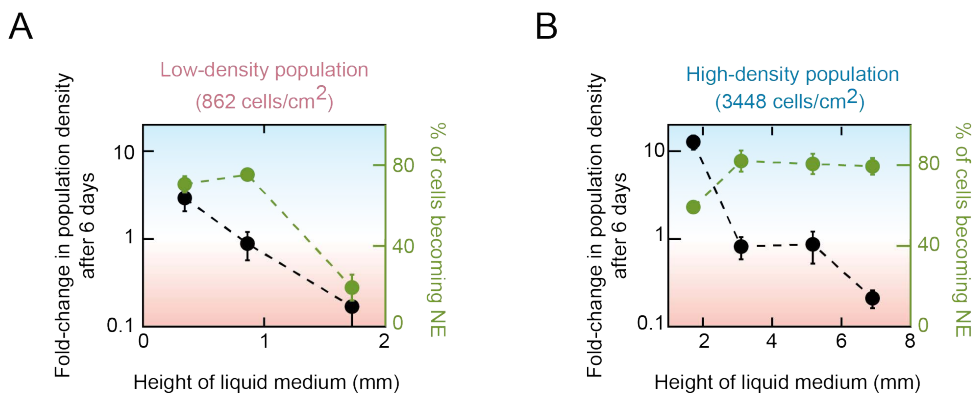 A
Low-density population
(862 cells/cm2)
Fold-change in population density
after 6 days
10
1
0.1
0
1
2
Height of liquid medium (mm)
80
40
0
% of cells becoming NE
B
High-density population
(3448 cells/cm2)
Fold-change in population density
after 6 days
10
1
0.1
2
4
6
8
Height of liquid medium (mm)
80
40
0
% of cells becoming NE